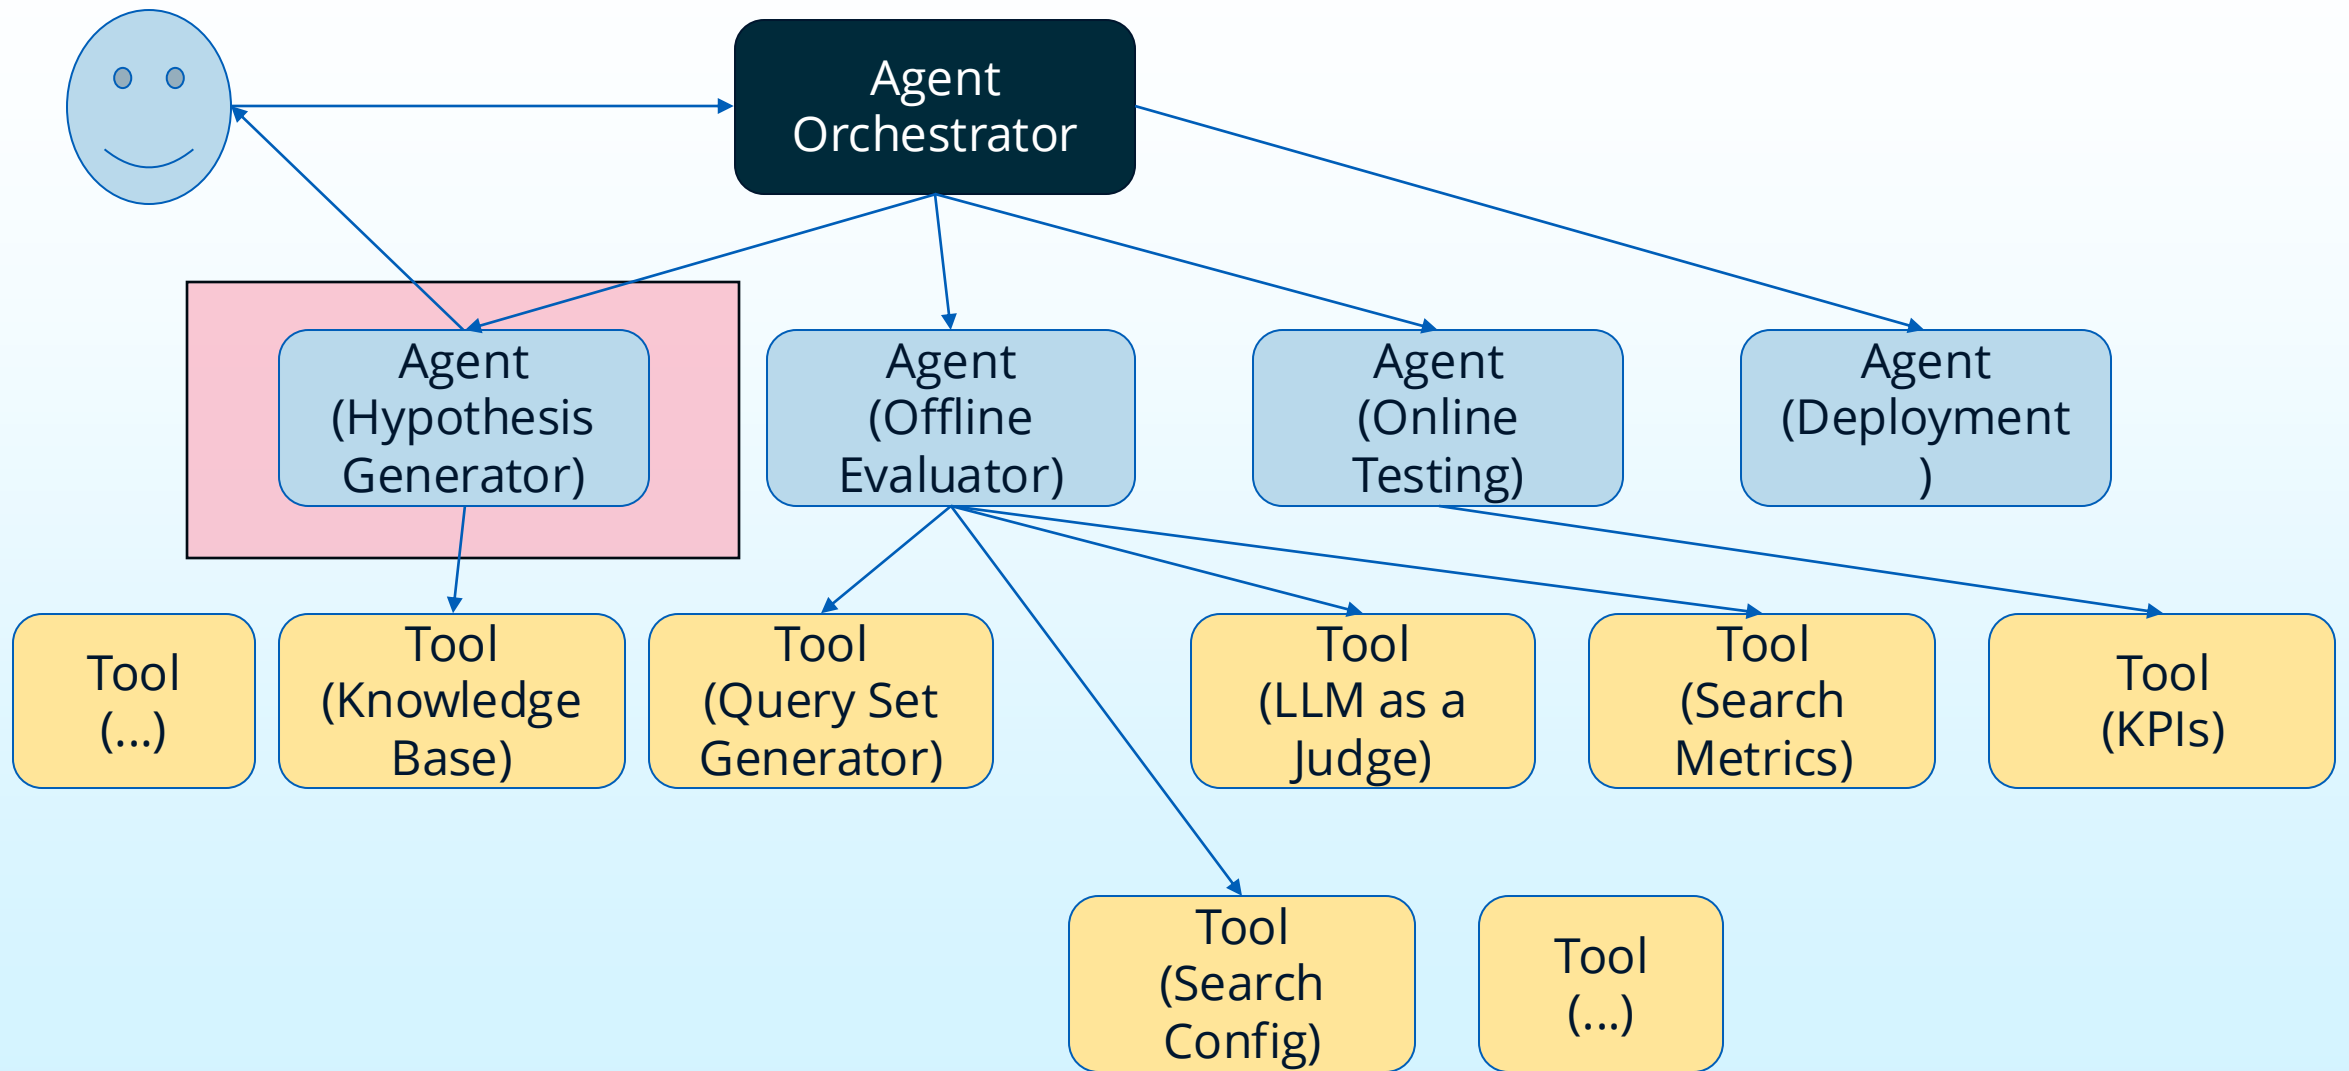 Agent
Orchestrator
Agent
(Hypothesis
Generator)
Agent
(Offline
Evaluator)
Agent
(Online
Testing)
Agent
(Deployment
)
Tool
(...)
Tool
(Knowledge
Base)
Tool
(Query Set
Generator)
Tool
(LLM as a
Judge)
Tool
(Search
Metrics)
Tool
(KPIs)
Tool
(Search
Config)
Tool
(...)